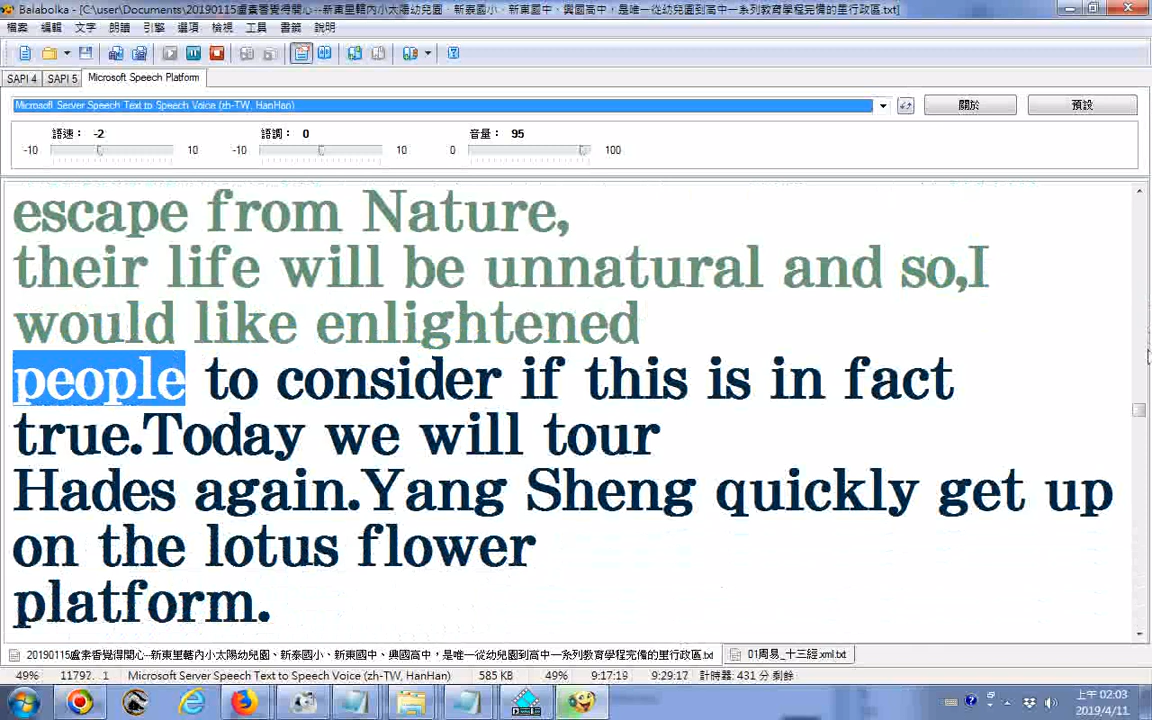 Balabolka - [C:\user\Documents\20190115盧素香覺得開心--新東里轄內小太陽幼兒園、新泰國小、新東國中、興國高中，是唯一從幼兒園到高中一系列教育學程完備的里行政區.txt]
檔案 編輯 文字 朗讀 引擎 選項 檢視 工具 書籤 說明
SAPI 4 SAPI 5 Microsoft Speech Platform
Microsoft Server Speech Text to Speech Voice (zh-TW, HanHan) 關於 預設
語速： -2 語調： 0 音量： 95
-10 10 -10 10 0 100
escape from Nature,
their life will be unnatural and so,I
would like enlightened
people to consider if this is in fact
true.Today we will tour
Hades again.Yang Sheng quickly get up
on the lotus flower
platform.
20190115盧素香覺得開心--新東里轄內小太陽幼兒園、新泰國小、新東國中、興國高中，是唯一從幼兒園到高中一系列教育學程完備的里行政區.txt 01周易_十三經.txt
49% 11792: 1 Microsoft Server Speech Text to Speech Voice (zh-TW, HanHan) 585 KB 49% 9:17:19 9:29:17 計時器: 431 分 剩餘
上午 02:03
2019/4/11